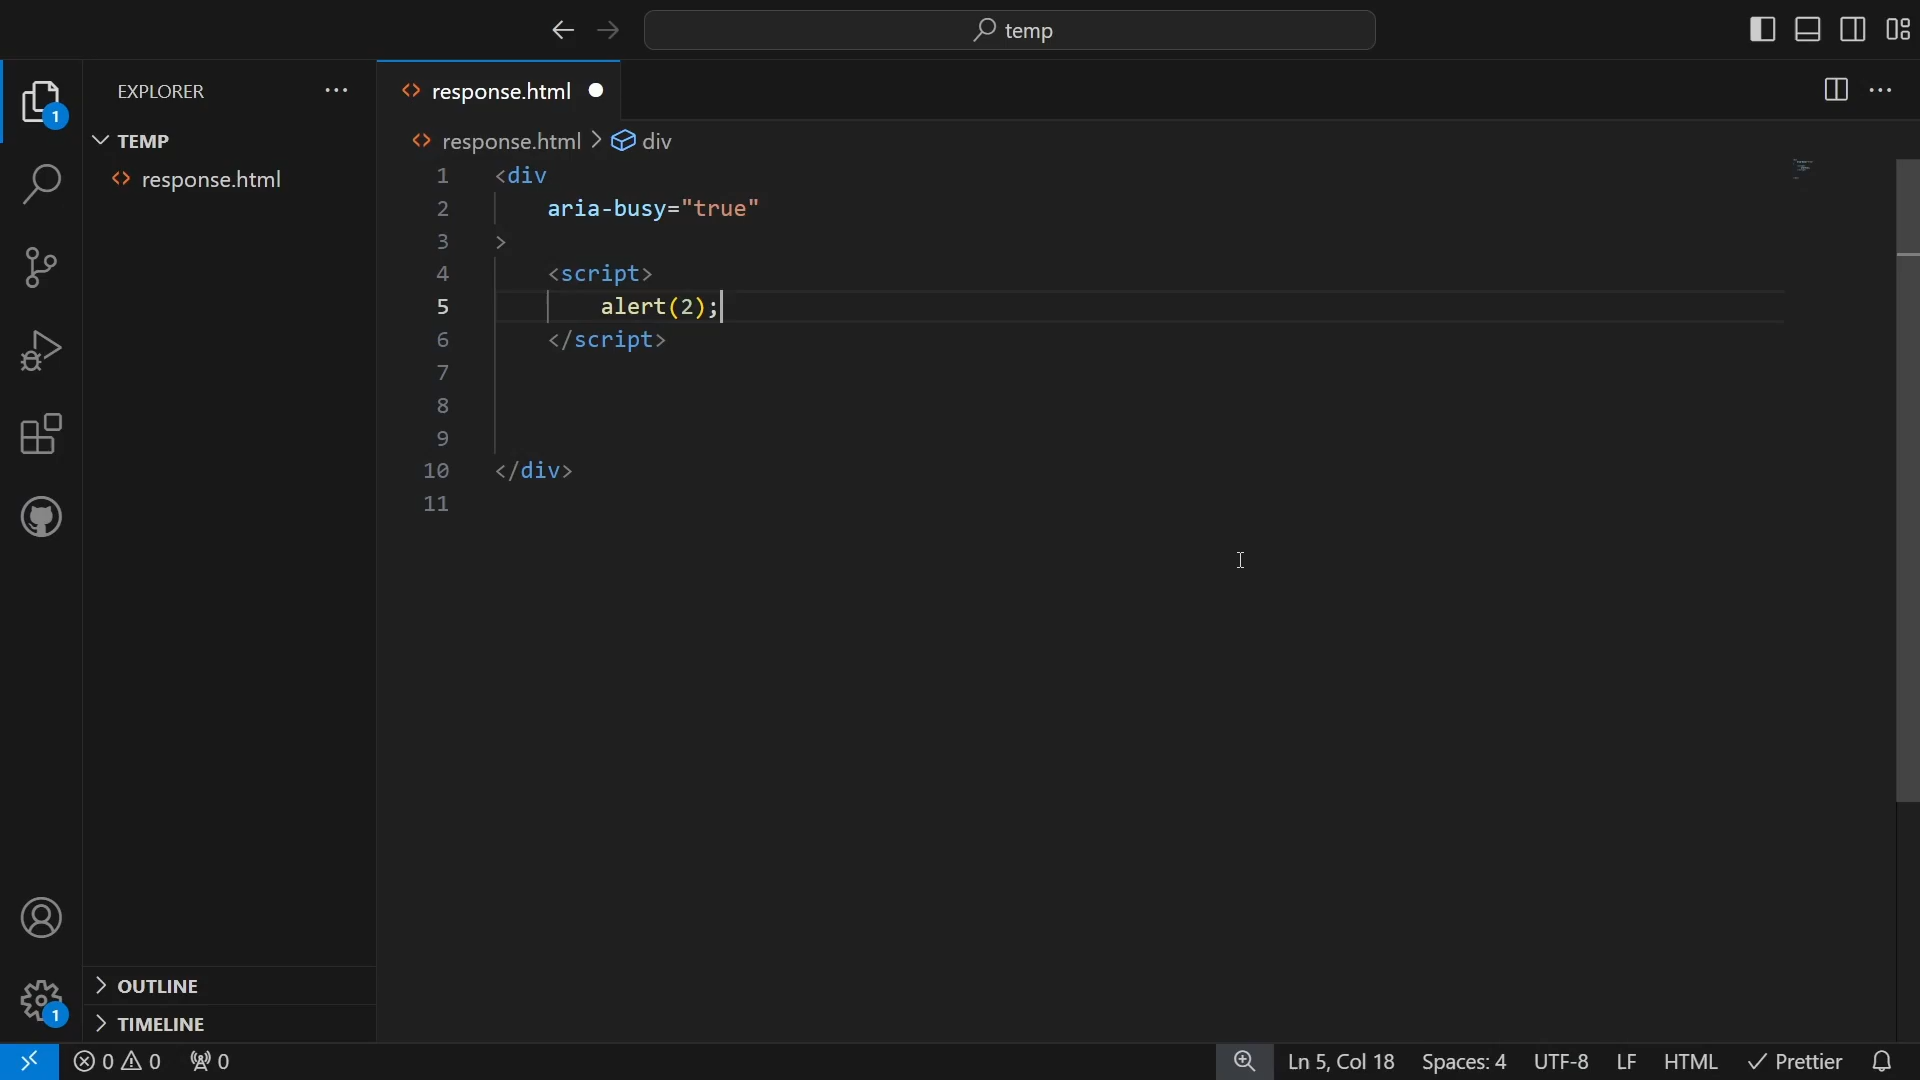 temp
EXPLORER
response.html
1
TEMP
response.html > div
response.html
1 <div
2 aria-busy="true"
3 >
4 <script>
5 alert(2);
6 </script>
7
8
9
10 </div>
11
OUTLINE
1
TIMELINE
0 0 0 Ln 5, Col 18 Spaces: 4 UTF-8 LF HTML Prettier